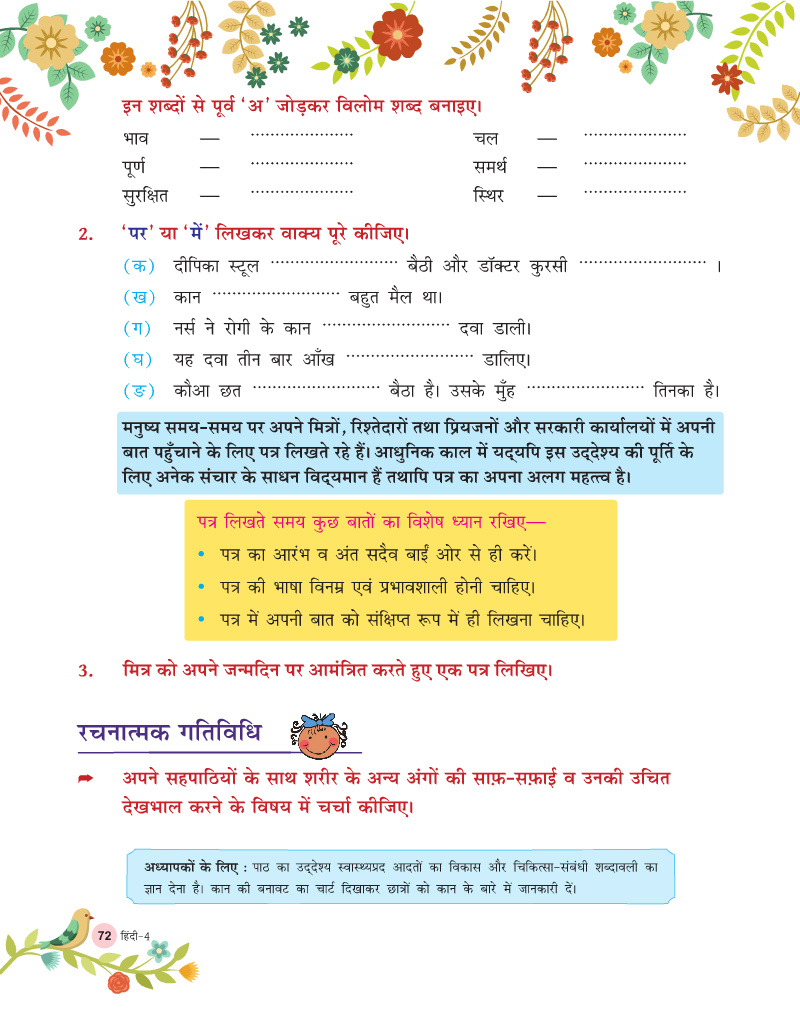 इन शब्दों से पूर्व ‘अ’ जोड़कर विलोम शब्द बनाइए।
भाव — ..................... चल — .....................
पूर्ण — ..................... समर्थ — .....................
सुरक्षित — ..................... स्थिर — .....................
2. ‘पर’ या ‘में’ लिखकर वाक्य पूरे कीजिए।
(क) दीपिका स्टूल .......................... बैठी और डॉक्टर कुरसी .......................... ।
(ख) कान .......................... बहुत मैल था।
(ग) नर्स ने रोगी के कान .......................... दवा डाली।
(घ) यह दवा तीन बार आँख .......................... डालिए।
(ङ) कौआ छत .......................... बैठा है। उसके मुँह ........................ तिनका है।
मनुष्य समय-समय पर अपने मित्रों, रिश्तेदारों तथा प्रियजनों और सरकारी कार्यालयों में अपनी
बात पहुँचाने के लिए पत्र लिखते रहे हैं। आधुनिक काल में यद्‌यपि इस उद्‌देश्य की पूर्ति के
लिए अनेक संचार के साधन विद्‌यमान हैं तथापि पत्र का अपना अलग महत्त्व है।
पत्र लिखते समय कुछ बातों का विशेष ध्यान रखिए—
• पत्र का आरंभ व अंत सदैव बाईं ओर से ही करें।
• पत्र की भाषा विनम्र एवं प्रभावशाली होनी चाहिए।
• पत्र में अपनी बात को संक्षिप्त रूप में ही लिखना चाहिए।
3. मित्र को अपने जन्मदिन पर आमंत्रित करते हुए एक पत्र लिखिए।
रचनात्मक गतिविधि
➦ अपने सहपाठियों के साथ शरीर के अन्य अंगों की साफ़-सफ़ाई व उनकी उचित
देखभाल करने के विषय में चर्चा कीजिए।
अध्यापकों के लिए : पाठ का उद्‌देश्य स्वास्थ्यप्रद आदतों का विकास और चिकित्सा-संबंधी शब्दावली का
ज्ञान देना है। कान की बनावट का चार्ट दिखाकर छात्रों को कान के बारे में जानकारी दें।
72 हिंदी-4